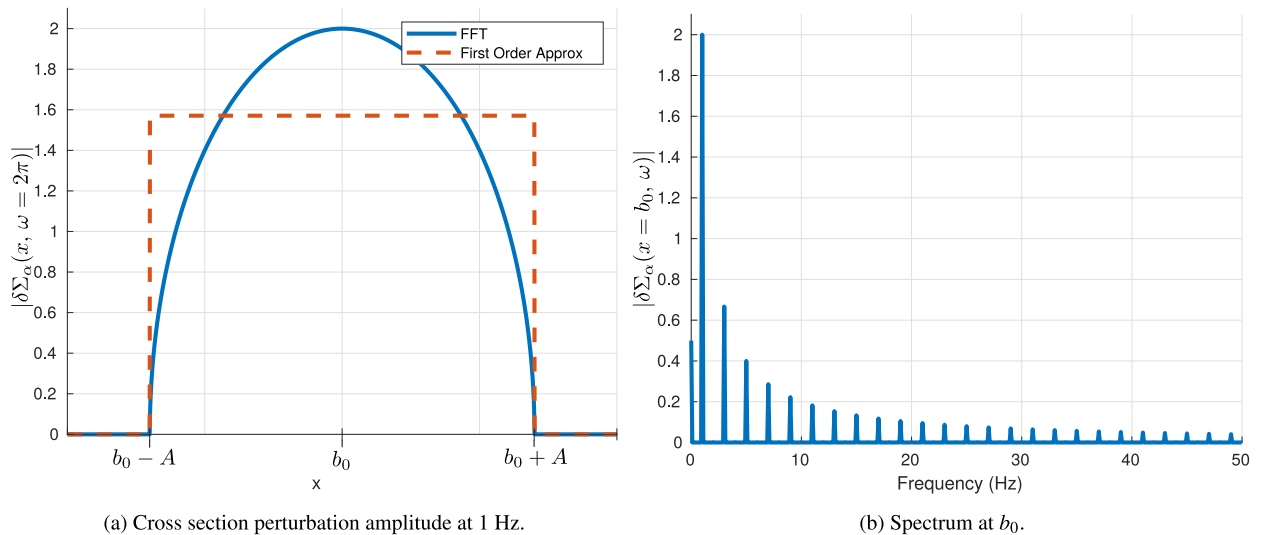 2
1.8
1.6
1.4
1.2
1
0.8
0.6
0.4
0.2
0
|δΣα(x, ω = 2π)|
FFT
First Order Approx
b0 − A
b0
b0 + A
x
(a) Cross section perturbation amplitude at 1 Hz.
2
1.8
1.6
1.4
1.2
1
0.8
0.6
0.4
0.2
0
|δΣα(x = b0, ω)|
0
10
20
30
40
50
Frequency (Hz)
(b) Spectrum at b0.